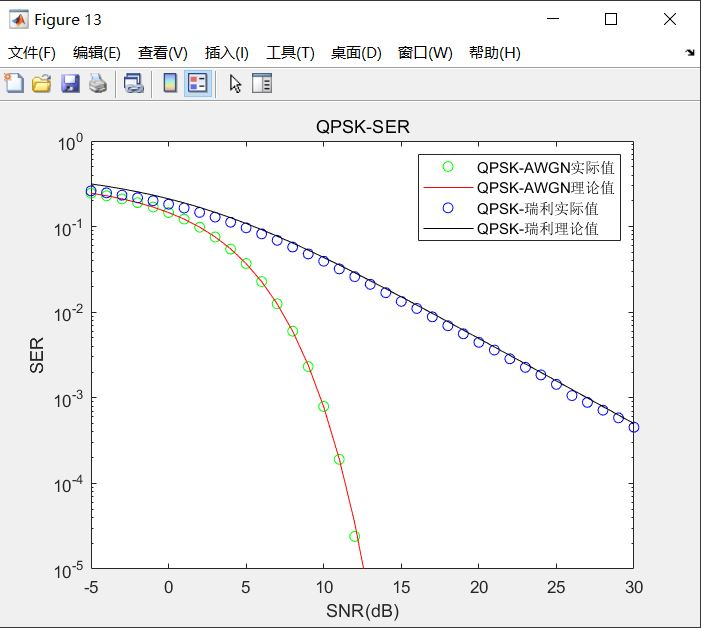 Figure 13
文件(F) 编辑(E) 查看(V) 插入(I) 工具(T) 桌面(D) 窗口(W) 帮助(H)
QPSK-SER
10^0
10^-1
10^-2
10^-3
10^-4
10^-5
SER
QPSK-AWGN实际值
QPSK-AWGN理论值
QPSK-瑞利实际值
QPSK-瑞利理论值
-5 0 5 10 15 20 25 30
SNR(dB)